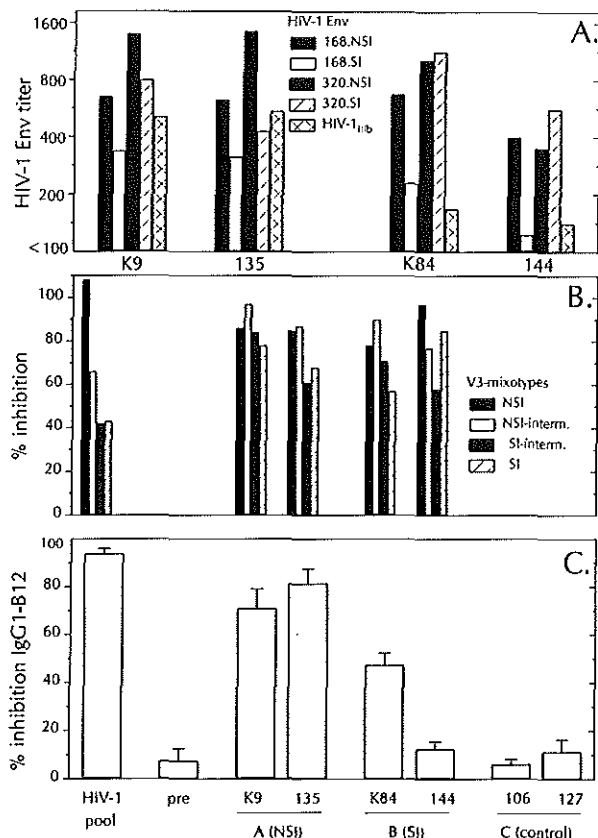 A.
HIV-1 Env titer
1600
800
400
200
<100
HIV-1 Env
168.NSI
168.SI
320.NSI
320.SI
HIV-1IIIb
K9 135 K84 144
B.
% inhibition
100
80
60
40
20
0
V3-mixotypes
NSI
NSI-interm.
SI-interm.
SI
C.
% inhibition IgG1-B12
80
60
40
20
0
HIV-1 pool
pre
K9 135 K84 144 106 127
A (NSI) B (SI) C (control)